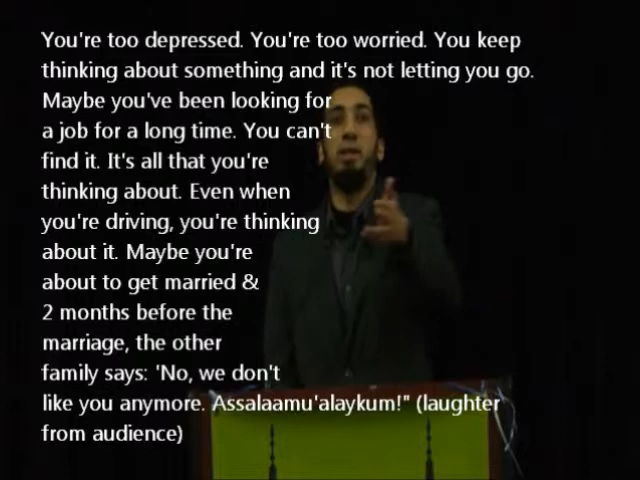 You're too depressed. You're too worried. You keep
thinking about something and it's not letting you go.
Maybe you've been looking for
a job for a long time. You can't
find it. It's all that you're
thinking about. Even when
you're driving, you're thinking
about it. Maybe you're
about to get married &
2 months before the
marriage, the other
family says: 'No, we don't
like you anymore. Assalaamu'alaykum!" (laughter
from audience)